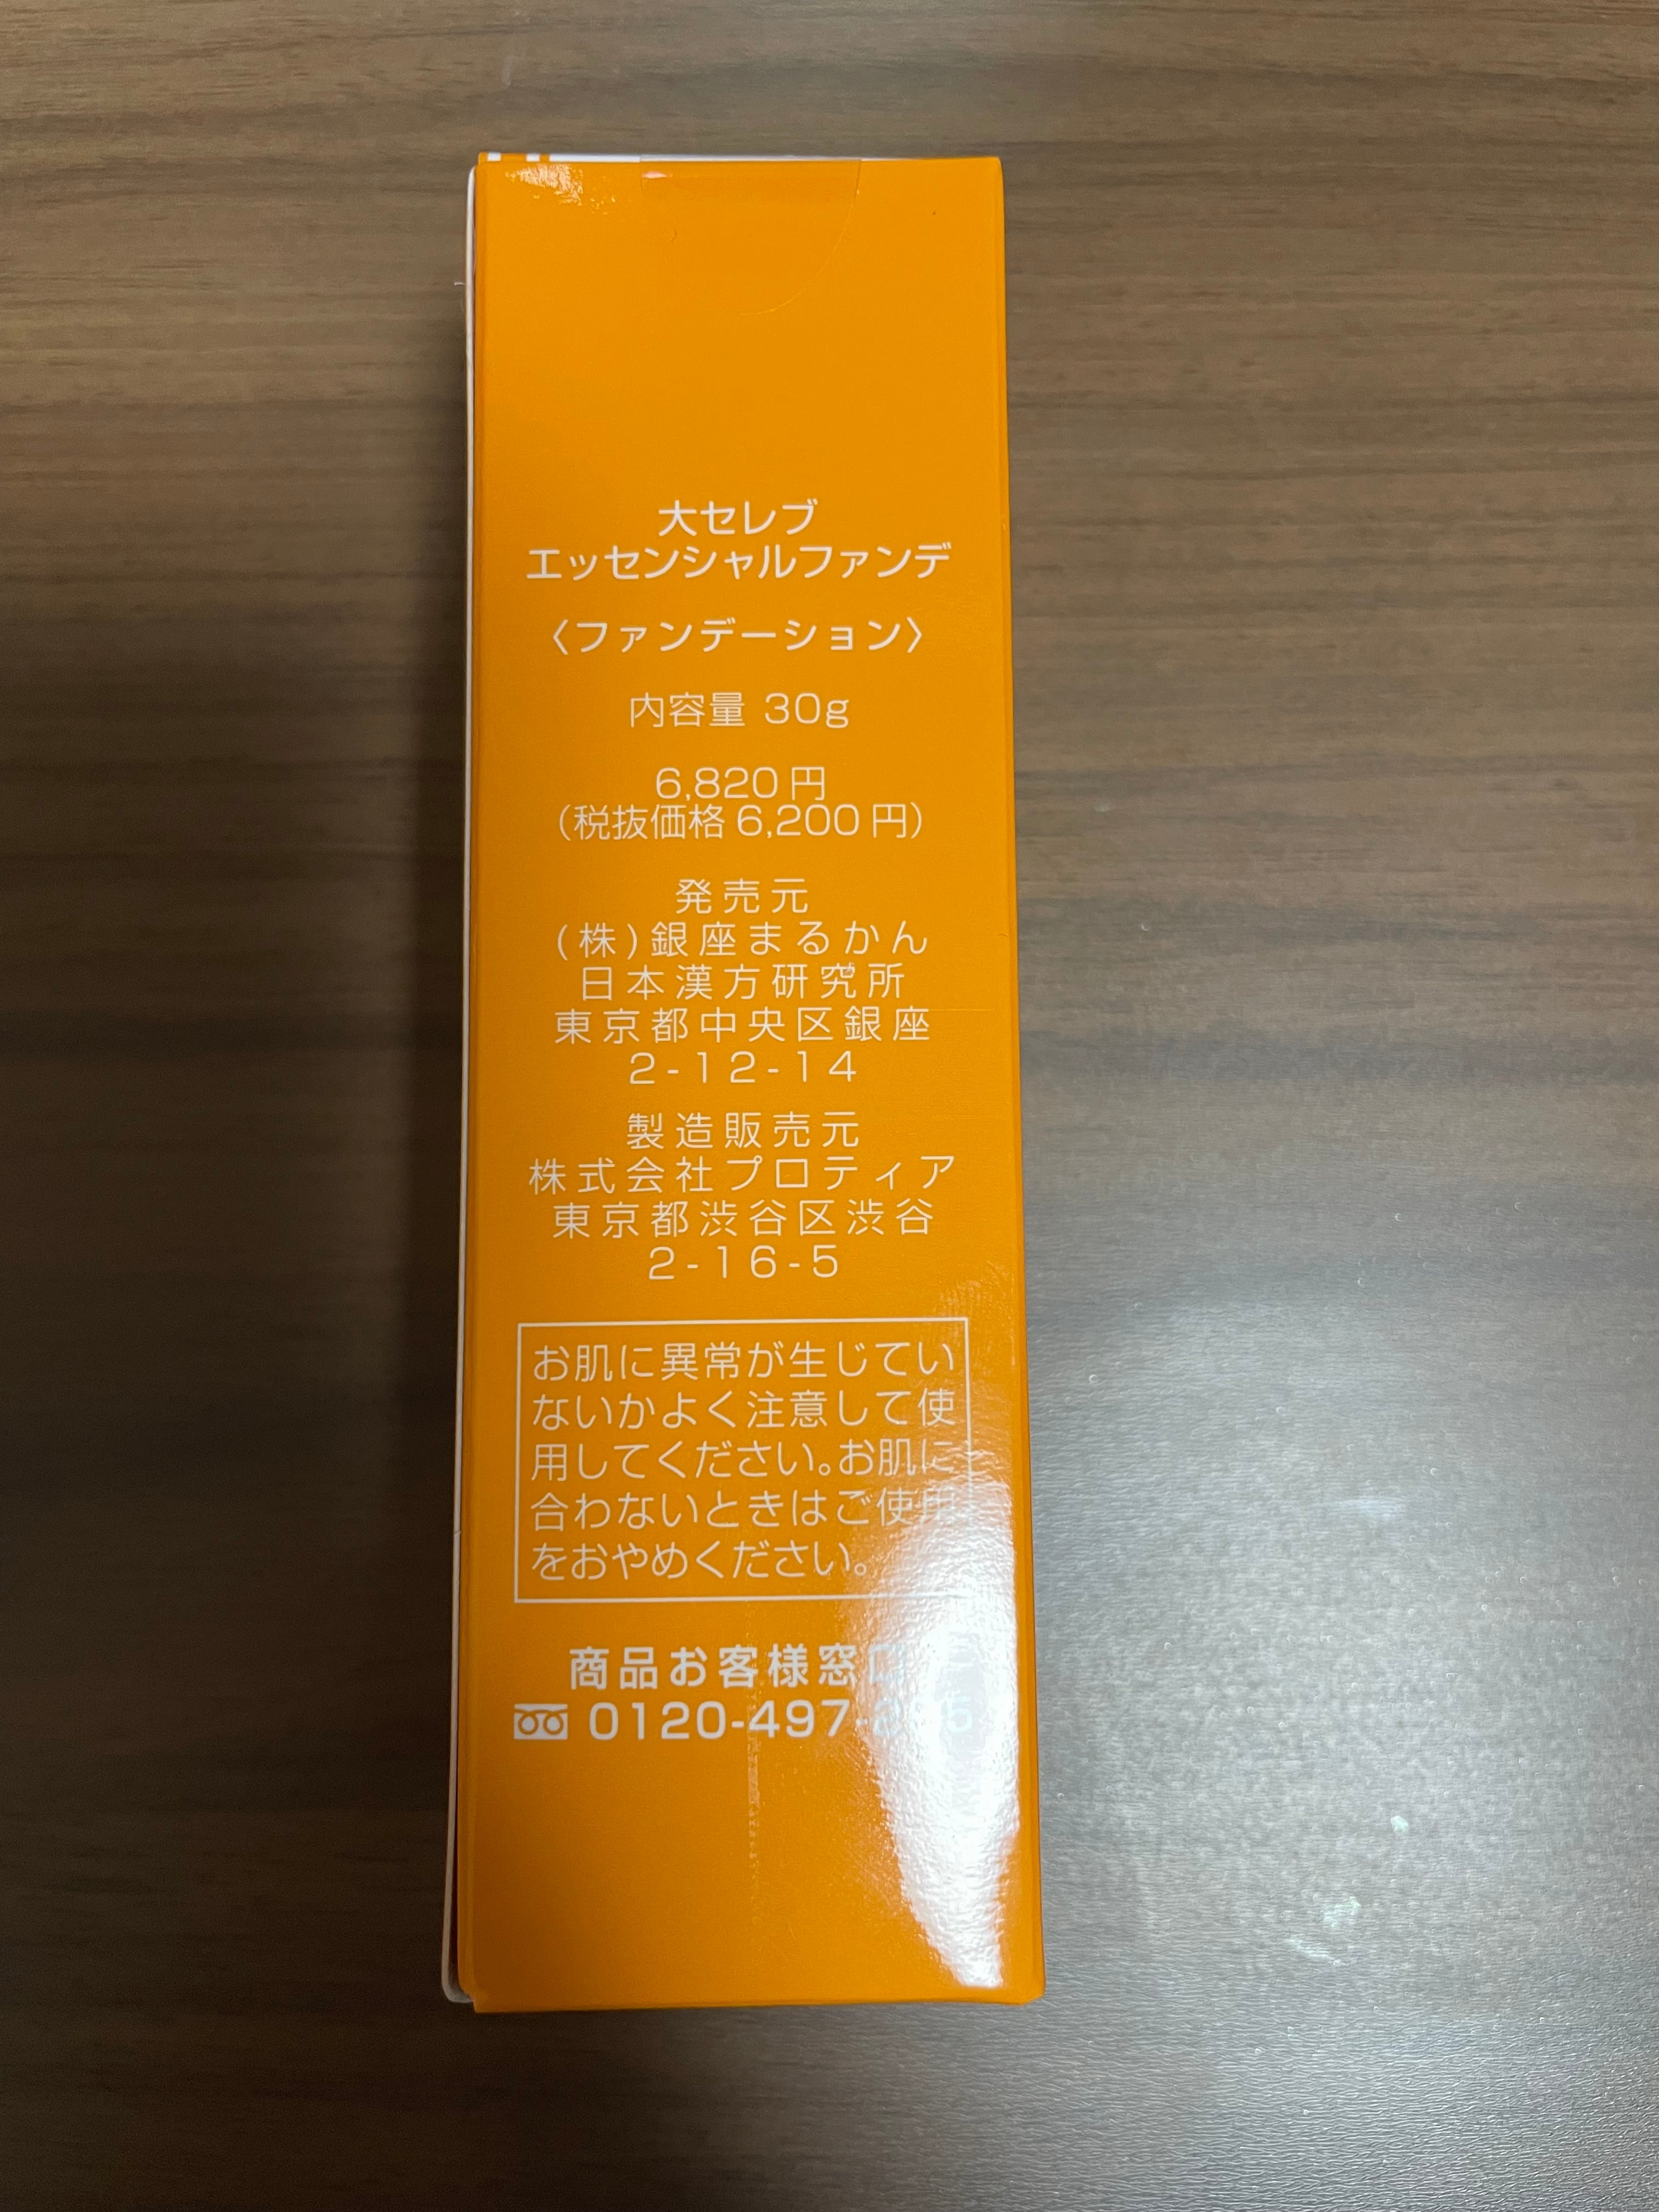 大セレブ
エッセンシャルファンデ
〈ファンデーション〉
内容量 30g
6,820円
(税抜価格6,200円)
発売元
(株)銀座まるかん
日本漢方研究所
東京都中央区銀座
2-12-14
製造販売元
株式会社プロティア
東京都渋谷区渋谷
2-16-5
お肌に異常が生じてい
ないかよく注意して使
用してください。お肌に
合わないときはご使用
をおやめください。
商品お客様窓口
0120-497-